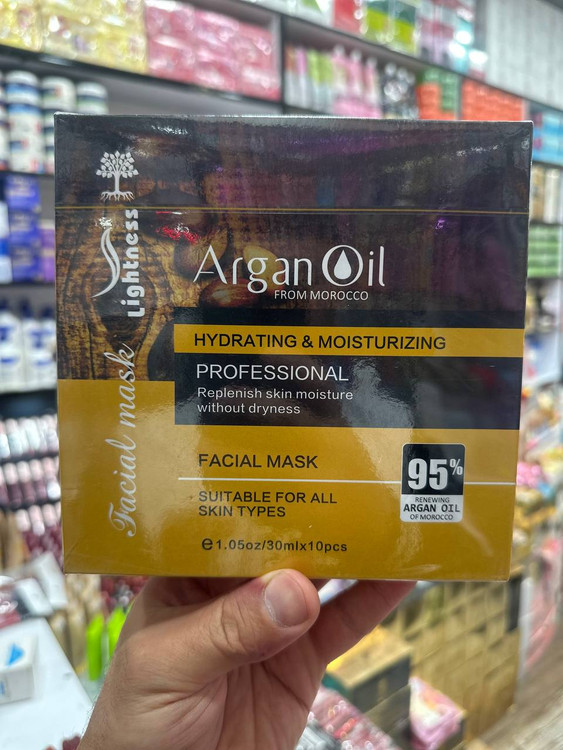 Lightness
Facial mask
Argan Oil
FROM MOROCCO
HYDRATING & MOISTURIZING
PROFESSIONAL
Replenish skin moisture
without dryness
FACIAL MASK
SUITABLE FOR ALL
SKIN TYPES
95%
RENEWING
ARGAN OIL
OF MOROCCO
℮1.05oz/30mlx10pcs